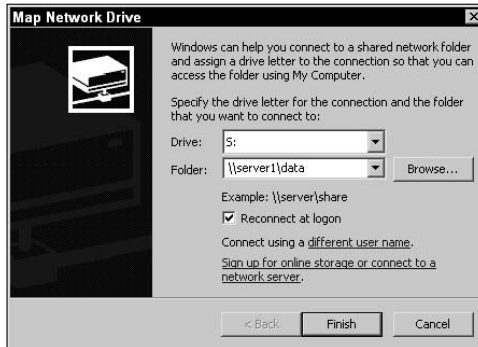 Map Network Drive
Windows can help you connect to a shared network folder
and assign a drive letter to the connection so that you can
access the folder using My Computer.
Specify the drive letter for the connection and the folder
that you want to connect to:
Drive: S:
Folder: \\server1\data Browse...
Example: \\server\share
Reconnect at logon
Connect using a different user name.
Sign up for online storage or connect to a
network server.
< Back Finish Cancel